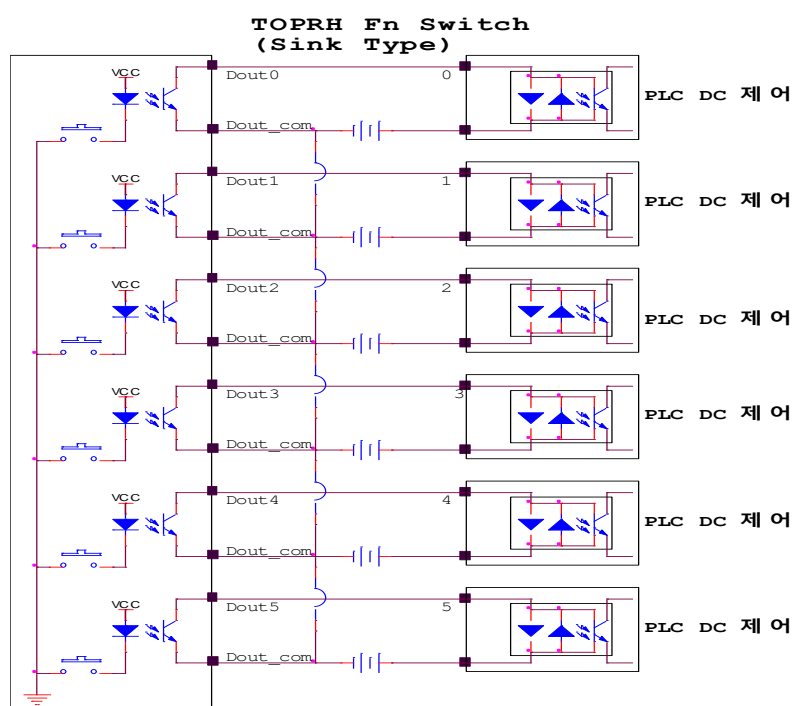 TOPRH Fn Switch
(Sink Type)
VCC
Dout0
0
PLC DC 제어
Dout_com
VCC
Dout1
1
PLC DC 제어
Dout_com
VCC
Dout2
2
PLC DC 제어
Dout_com
VCC
Dout3
3
PLC DC 제어
Dout_com
VCC
Dout4
4
PLC DC 제어
Dout_com
VCC
Dout5
5
PLC DC 제어
Dout_com